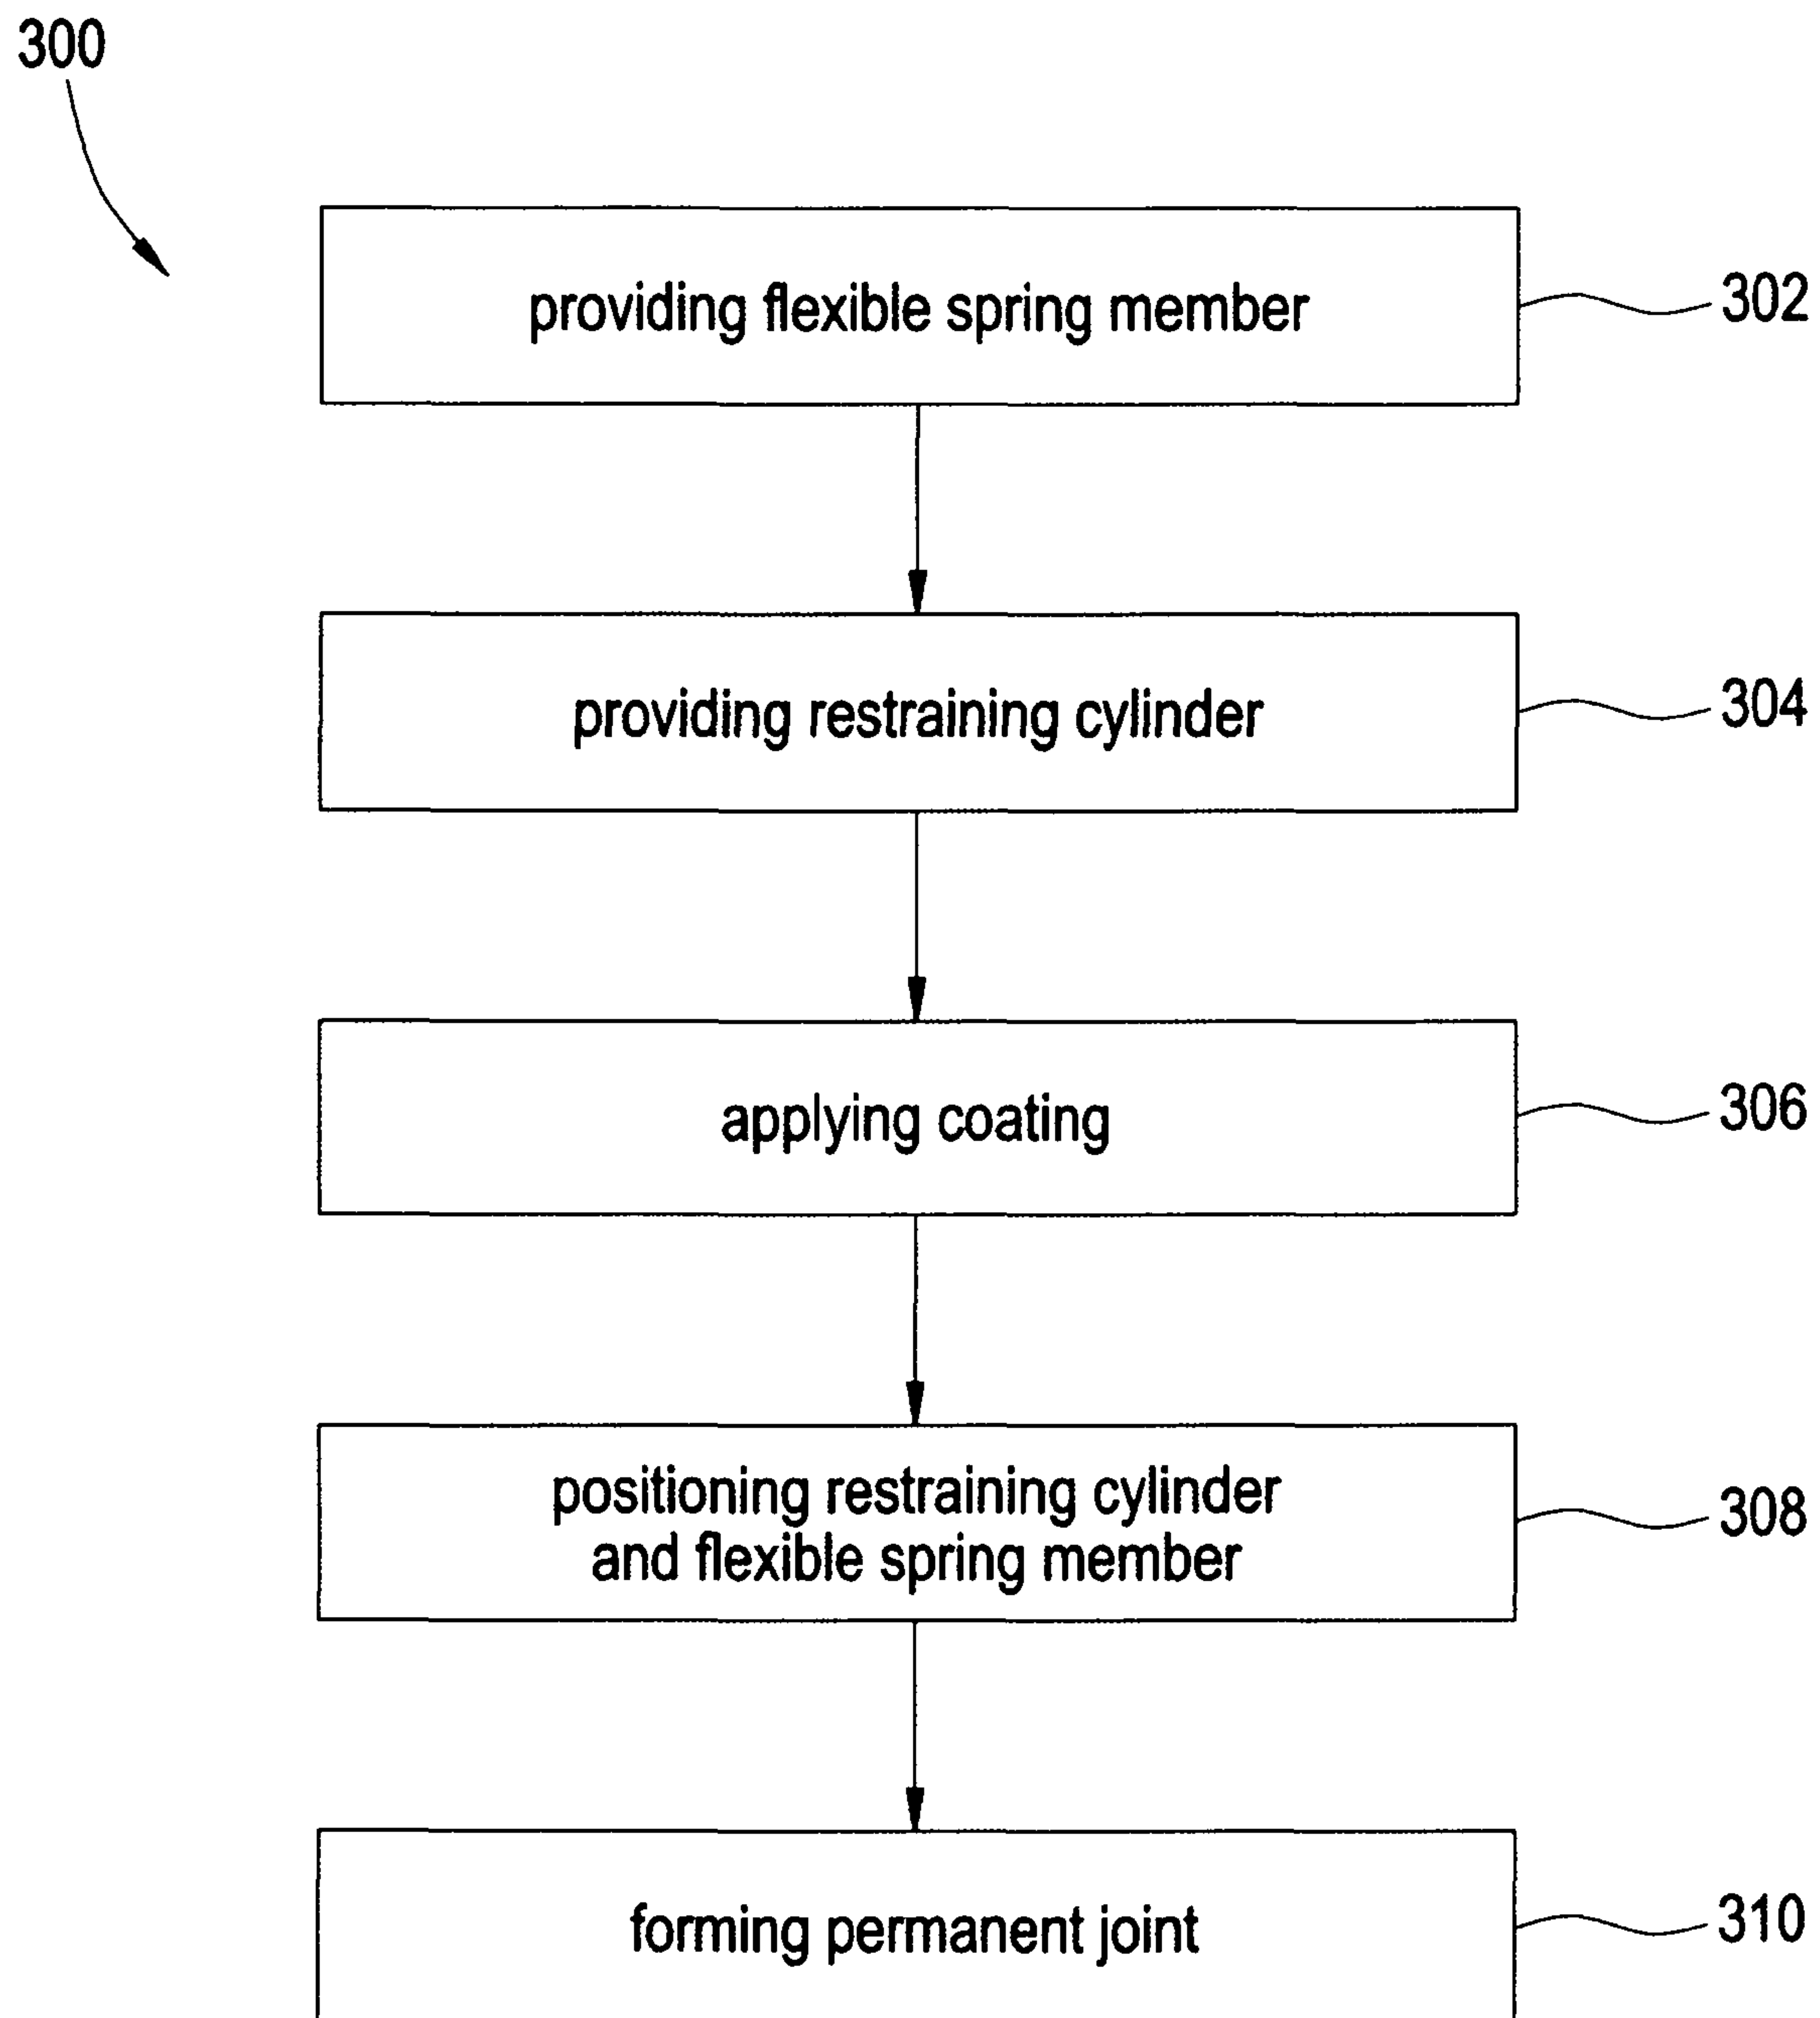 300
providing flexible spring member
302
providing restraining cylinder
304
applying coating
306
positioning restraining cylinder
and flexible spring member
308
forming permanent joint
310